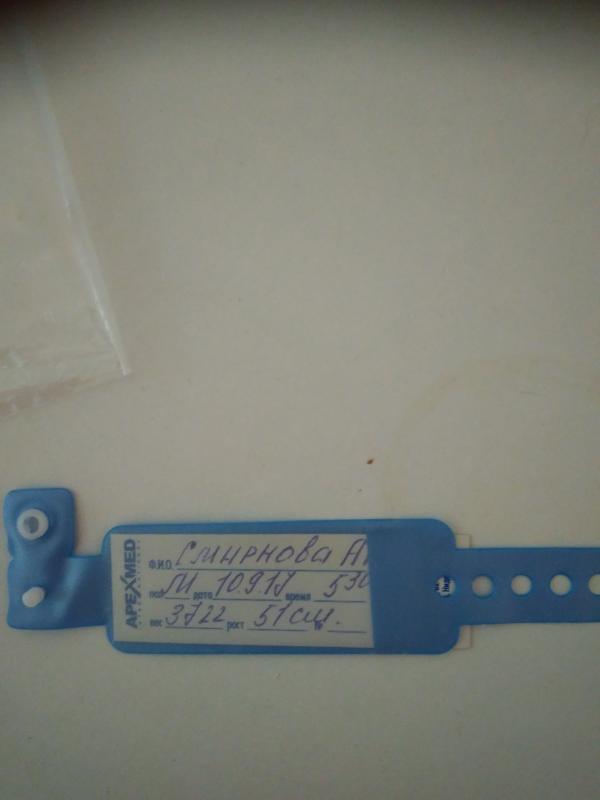 APEXMED
Ф.И.О. Смирнова А
пол М дата 10.9.17 время 5 30
вес 3722 рост 51 см. №